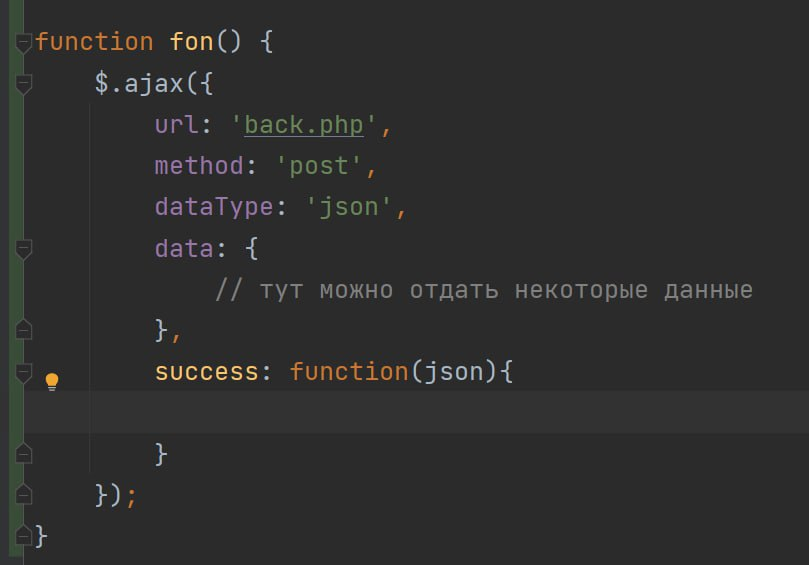 function fon() {
$.ajax({
url: 'back.php',
method: 'post',
dataType: 'json',
data: {
// тут можно отдать некоторые данные
},
success: function(json){
}
});
}